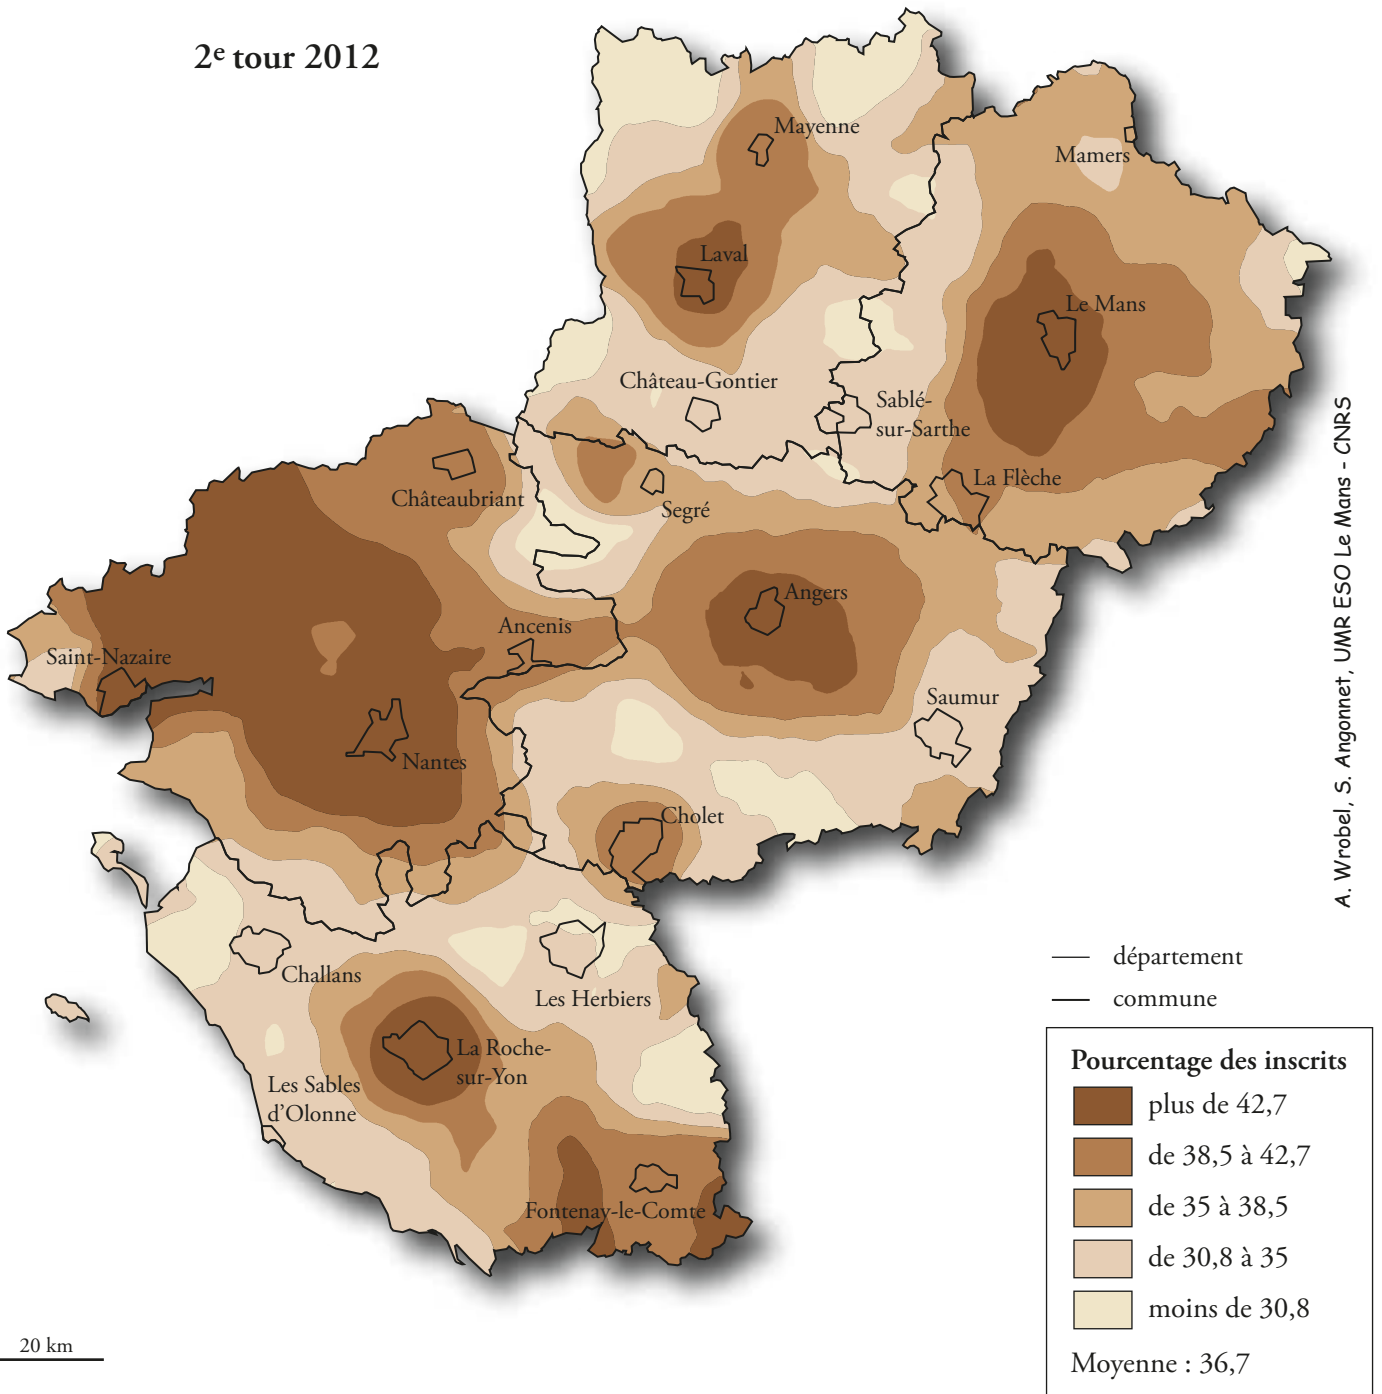 2e tour 2012
Mayenne
Mamers
Laval
Le Mans
Château-Gontier
Sablé-
sur-Sarthe
La Flèche
Châteaubriant
Segré
Angers
Ancenis
Saint-Nazaire
Saumur
Nantes
Cholet
Challans
Les Herbiers
La Roche-
sur-Yon
Les Sables
d'Olonne
Fontenay-le-Comte
A. Wrobel, S. Angonnet, UMR ESO Le Mans - CNRS
département
commune
Pourcentage des inscrits
plus de 42,7
de 38,5 à 42,7
de 35 à 38,5
de 30,8 à 35
moins de 30,8
Moyenne : 36,7
20 km